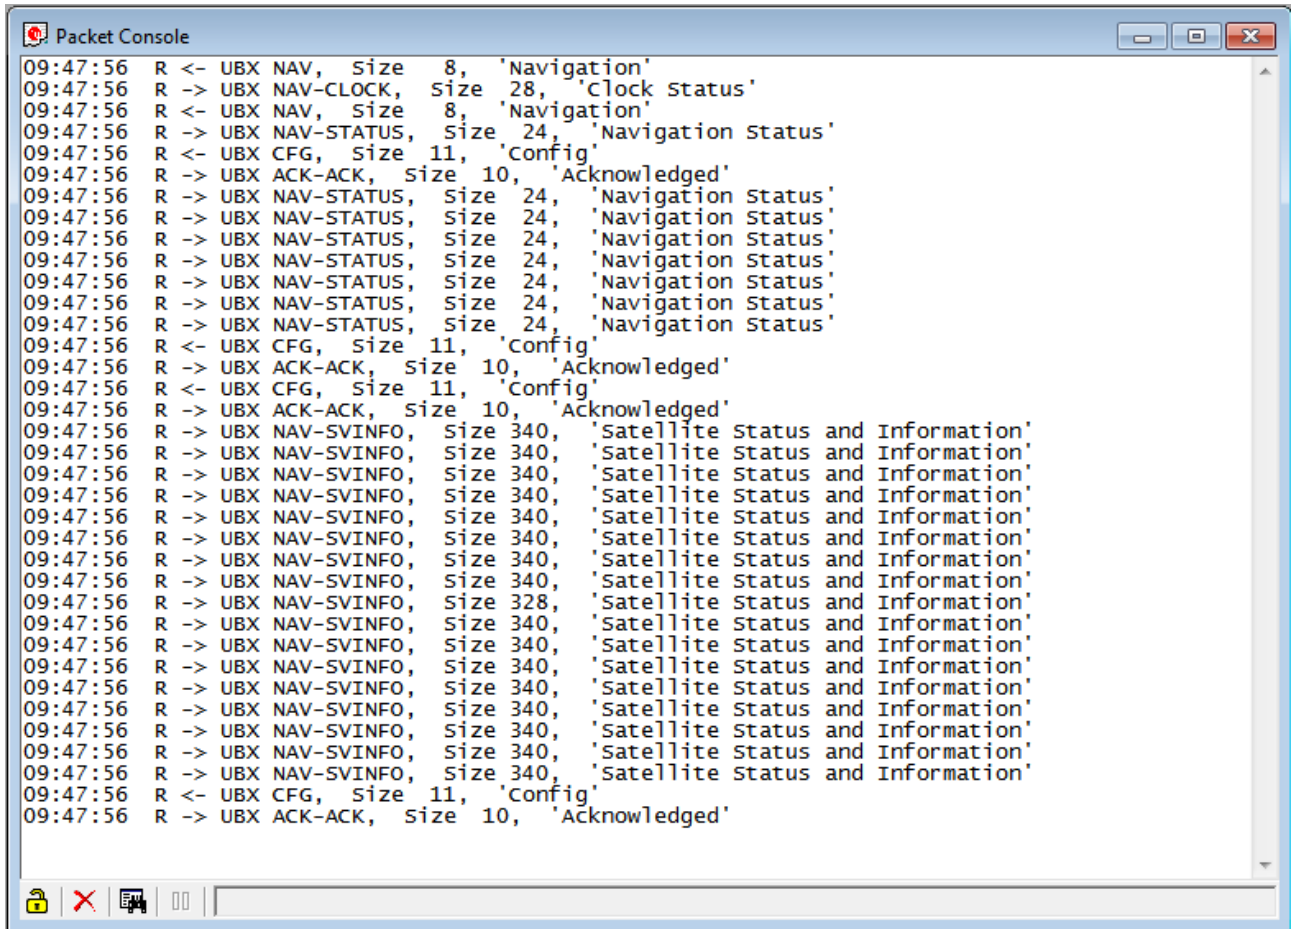 Packet Console
09:47:56  R <- UBX NAV,  Size   8,  'Navigation'
09:47:56  R -> UBX NAV-CLOCK,  Size  28,  'Clock Status'
09:47:56  R <- UBX NAV,  Size   8,  'Navigation'
09:47:56  R -> UBX NAV-STATUS,  Size  24,  'Navigation Status'
09:47:56  R <- UBX CFG,  Size  11,  'Config'
09:47:56  R -> UBX ACK-ACK,  Size  10,  'Acknowledged'
09:47:56  R -> UBX NAV-STATUS,  Size  24,  'Navigation Status'
09:47:56  R -> UBX NAV-STATUS,  Size  24,  'Navigation Status'
09:47:56  R -> UBX NAV-STATUS,  Size  24,  'Navigation Status'
09:47:56  R -> UBX NAV-STATUS,  Size  24,  'Navigation Status'
09:47:56  R -> UBX NAV-STATUS,  Size  24,  'Navigation Status'
09:47:56  R -> UBX NAV-STATUS,  Size  24,  'Navigation Status'
09:47:56  R -> UBX NAV-STATUS,  Size  24,  'Navigation Status'
09:47:56  R <- UBX CFG,  Size  11,  'Config'
09:47:56  R -> UBX ACK-ACK,  Size  10,  'Acknowledged'
09:47:56  R <- UBX CFG,  Size  11,  'Config'
09:47:56  R -> UBX ACK-ACK,  Size  10,  'Acknowledged'
09:47:56  R -> UBX NAV-SVINFO,  Size 340,  'Satellite Status and Information'
09:47:56  R -> UBX NAV-SVINFO,  Size 340,  'Satellite Status and Information'
09:47:56  R -> UBX NAV-SVINFO,  Size 340,  'Satellite Status and Information'
09:47:56  R -> UBX NAV-SVINFO,  Size 340,  'Satellite Status and Information'
09:47:56  R -> UBX NAV-SVINFO,  Size 340,  'Satellite Status and Information'
09:47:56  R -> UBX NAV-SVINFO,  Size 340,  'Satellite Status and Information'
09:47:56  R -> UBX NAV-SVINFO,  Size 340,  'Satellite Status and Information'
09:47:56  R -> UBX NAV-SVINFO,  Size 340,  'Satellite Status and Information'
09:47:56  R -> UBX NAV-SVINFO,  Size 328,  'Satellite Status and Information'
09:47:56  R -> UBX NAV-SVINFO,  Size 340,  'Satellite Status and Information'
09:47:56  R -> UBX NAV-SVINFO,  Size 340,  'Satellite Status and Information'
09:47:56  R -> UBX NAV-SVINFO,  Size 340,  'Satellite Status and Information'
09:47:56  R -> UBX NAV-SVINFO,  Size 340,  'Satellite Status and Information'
09:47:56  R -> UBX NAV-SVINFO,  Size 340,  'Satellite Status and Information'
09:47:56  R -> UBX NAV-SVINFO,  Size 340,  'Satellite Status and Information'
09:47:56  R -> UBX NAV-SVINFO,  Size 340,  'Satellite Status and Information'
09:47:56  R -> UBX NAV-SVINFO,  Size 340,  'Satellite Status and Information'
09:47:56  R <- UBX CFG,  Size  11,  'Config'
09:47:56  R -> UBX ACK-ACK,  Size  10,  'Acknowledged'